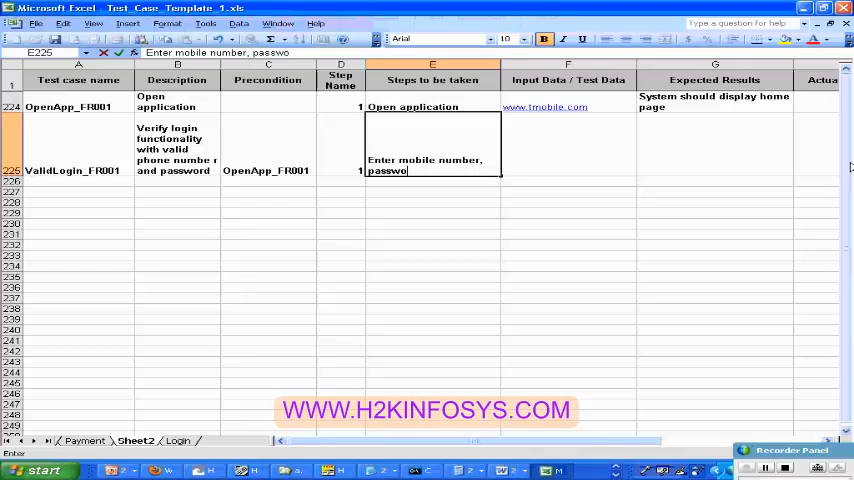 Microsoft Excel - Test_Case_Template_1.xls
File Edit View Insert Format Tools Data Window Help
Type a question for help
Arial 10 B I U
E225 Enter mobile number, passwo
A B C D E F G
1 Test case name Description Precondition Step Name Steps to be taken Input Data / Test Data Expected Results Actua
224 OpenApp_FR001 Open application 1 Open application www.tmobile.com System should display home page
225 ValidLogin_FR001 Verify login functionality with valid phone numbe r and password OpenApp_FR001 1 Enter mobile number, passwo
226
227
228
229
230
231
232
233
234
235
236
237
238
239
240
241
242
243
244
245
246
247
248
249
WWW.H2KINFOSYS.COM
Payment Sheet2 Login
Enter
Recorder Panel
start